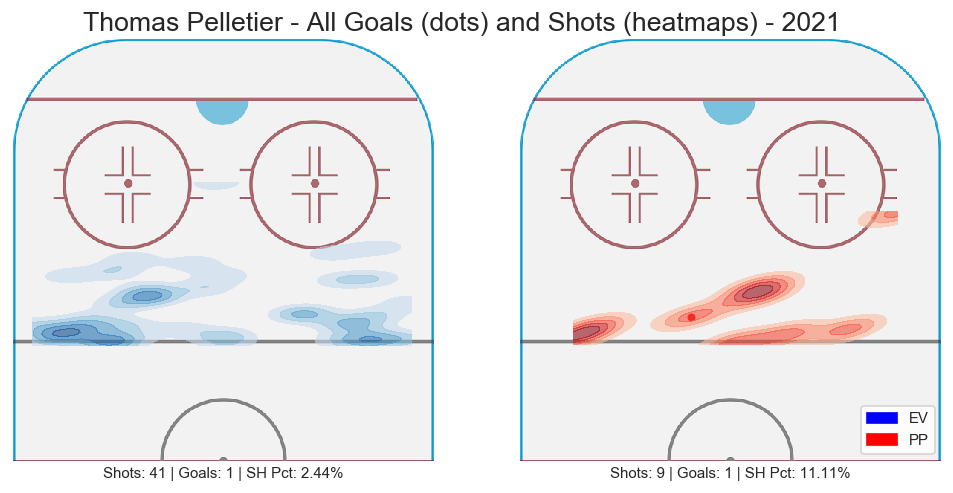 Thomas Pelletier - All Goals (dots) and Shots (heatmaps) - 2021
EV
PP
Shots: 41 | Goals: 1 | SH Pct: 2.44%
Shots: 9 | Goals: 1 | SH Pct: 11.11%